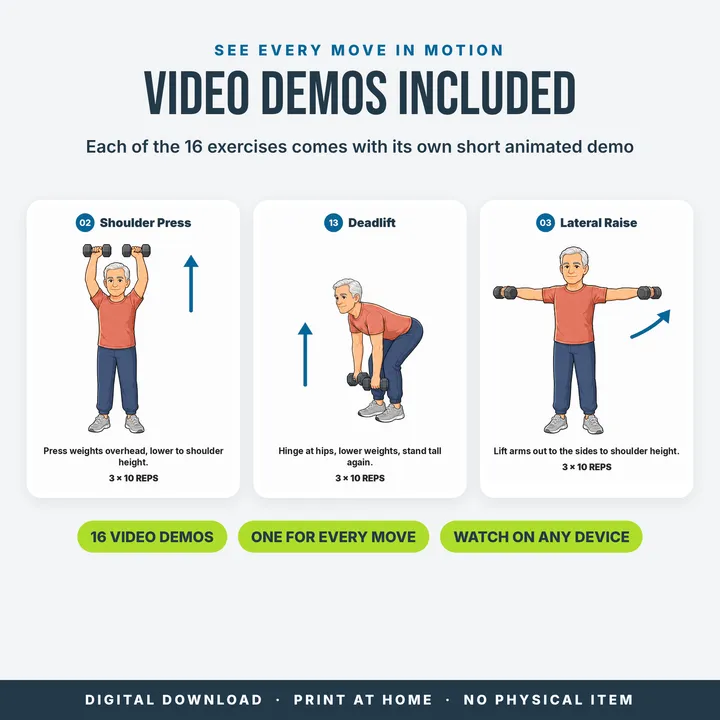 SEE EVERY MOVE IN MOTION
VIDEO DEMOS INCLUDED
Each of the 16 exercises comes with its own short animated demo
02 Shoulder Press
Press weights overhead, lower to shoulder
height.
3 × 10 REPS
13 Deadlift
Hinge at hips, lower weights, stand tall
again.
3 × 10 REPS
03 Lateral Raise
Lift arms out to the sides to shoulder height.
3 × 10 REPS
16 VIDEO DEMOS
ONE FOR EVERY MOVE
WATCH ON ANY DEVICE
DIGITAL DOWNLOAD · PRINT AT HOME · NO PHYSICAL ITEM